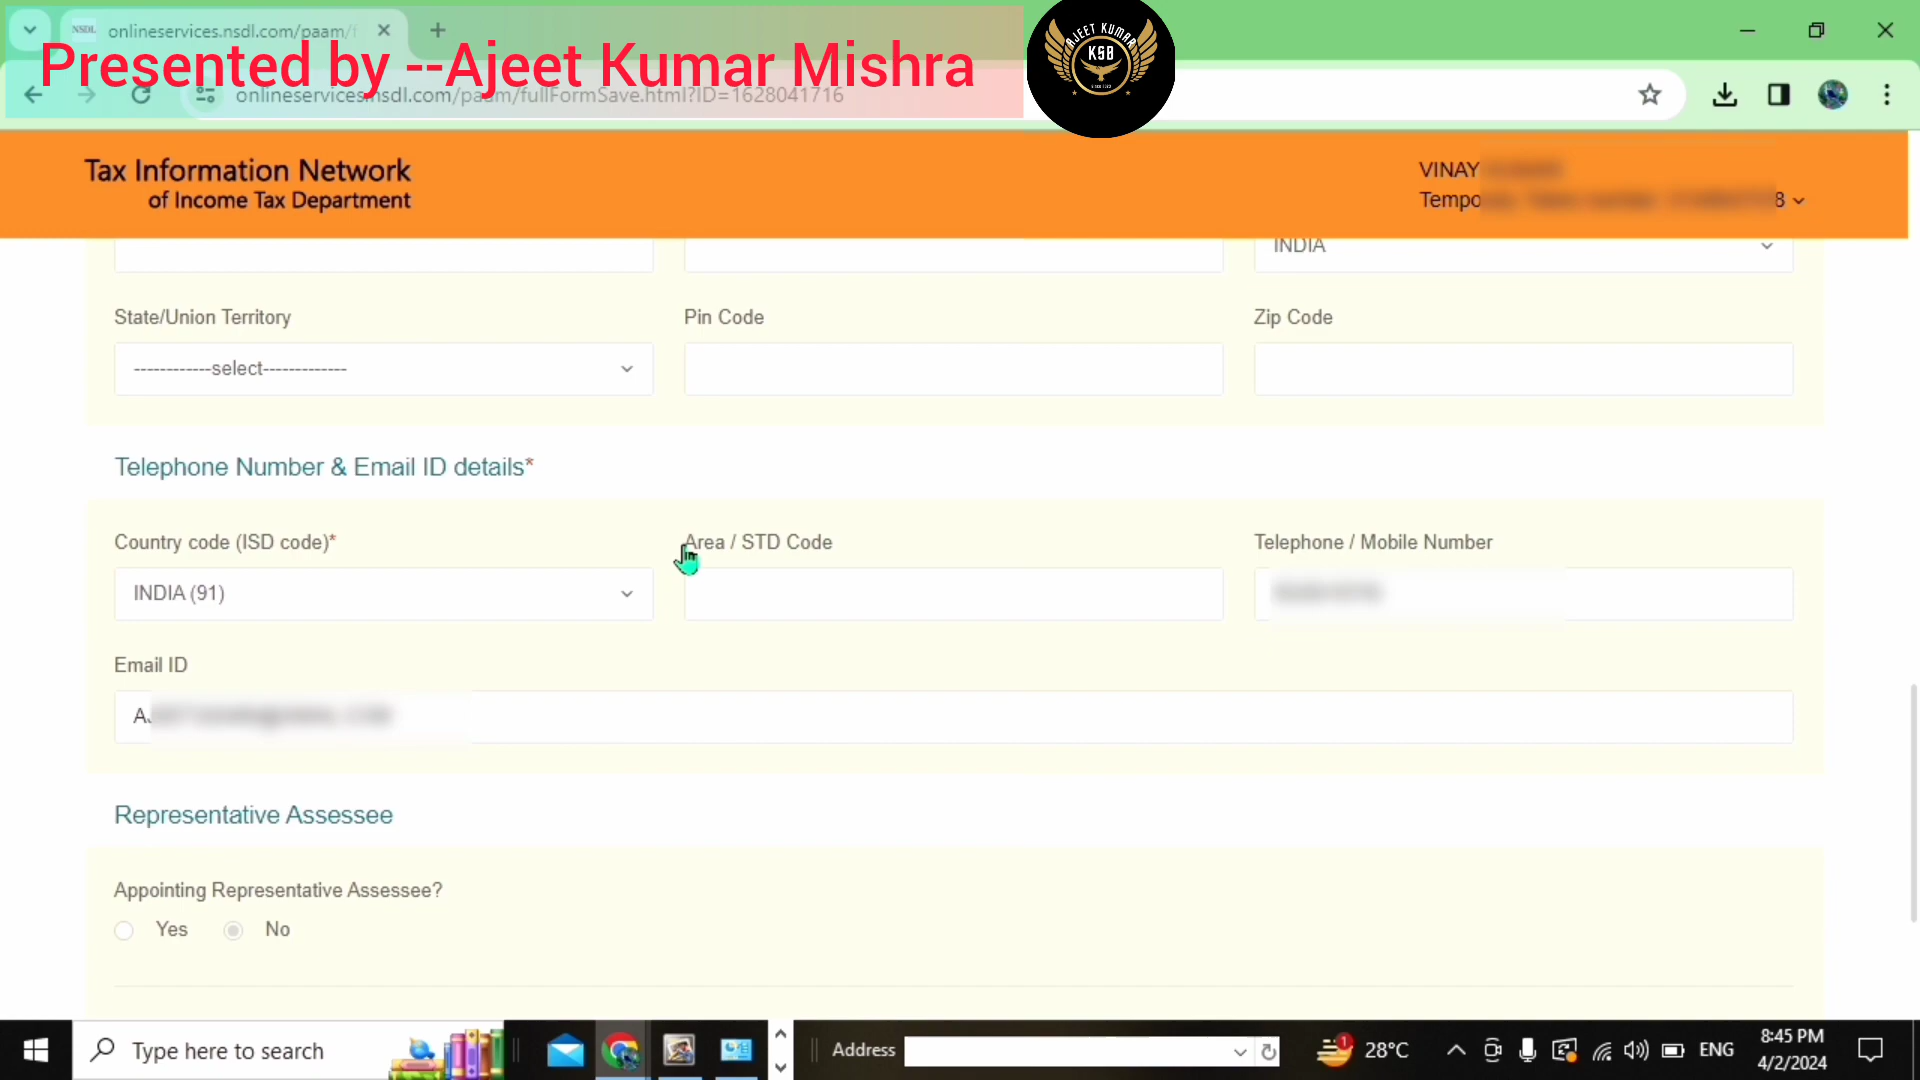 NSDL onlineservices.nsdl.com/paam/f
Presented by --Ajeet Kumar Mishra
onlineservices.nsdl.com/paam/fullFormSave.html?ID=1628041716
AJEET KUMAR
KSB
Tax Information Network
of Income Tax Department
VINAY
Tempo 8
INDIA
State/Union Territory Pin Code Zip Code
------------select-------------
Telephone Number & Email ID details*
Country code (ISD code)* Area / STD Code Telephone / Mobile Number
INDIA (91)
Email ID
Representative Assessee
Appointing Representative Assessee?
Yes No
Type here to search Address 1 28°C ENG 8:45 PM
4/2/2024